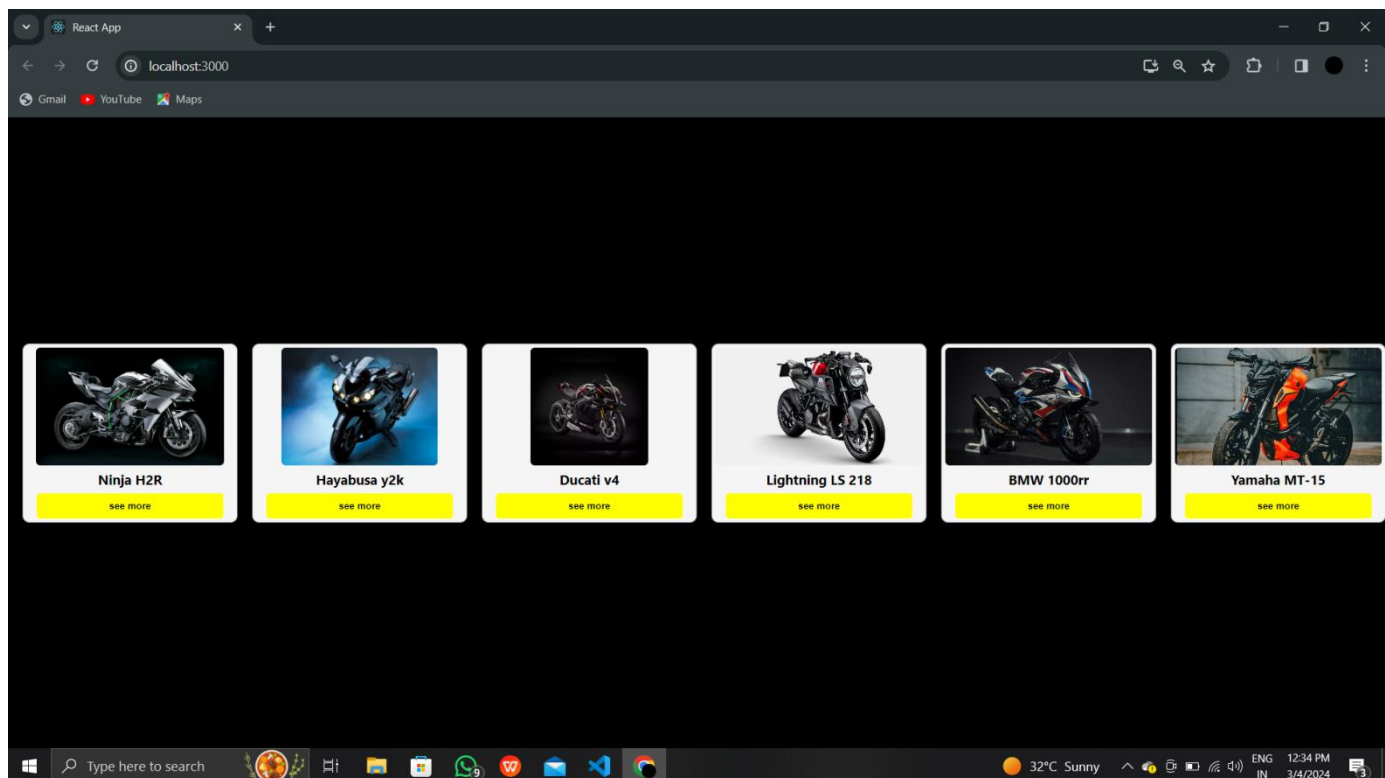 React App
localhost:3000
Gmail YouTube Maps
Ninja H2R Hayabusa y2k Ducati v4 Lightning LS 218 BMW 1000rr Yamaha MT-15
see more see more see more see more see more see more
Type here to search 9 W 32°C Sunny ENG 12:34 PM
IN 3/4/2024 3